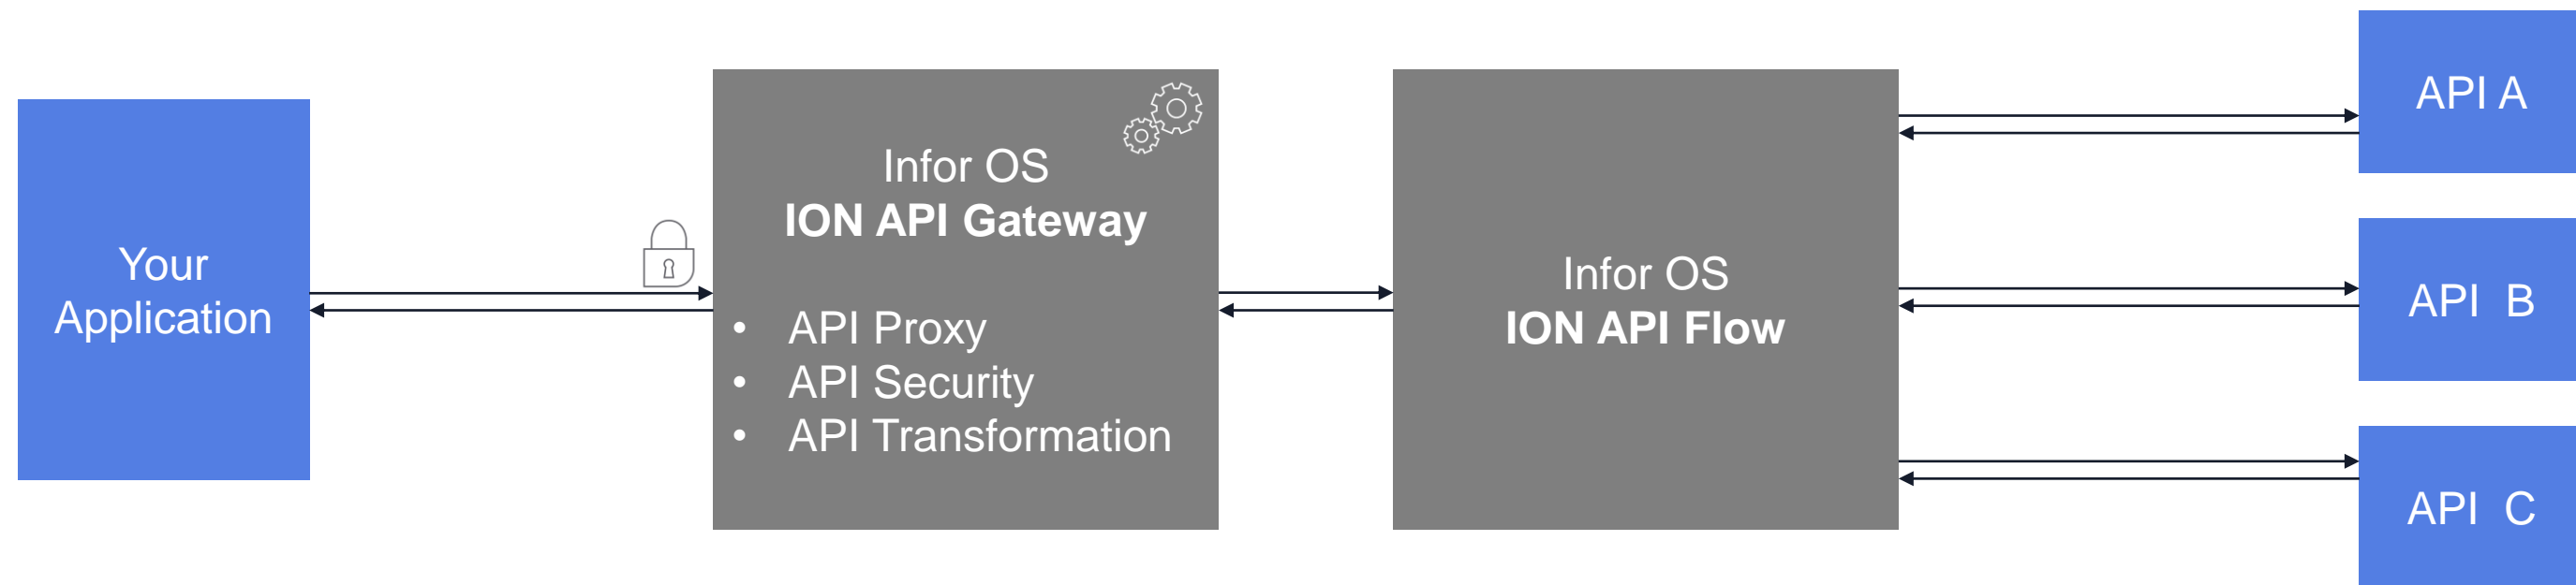 Your
Application
Infor OS
ION API Gateway
• API Proxy
• API Security
• API Transformation
Infor OS
ION API Flow
API A
API B
API C